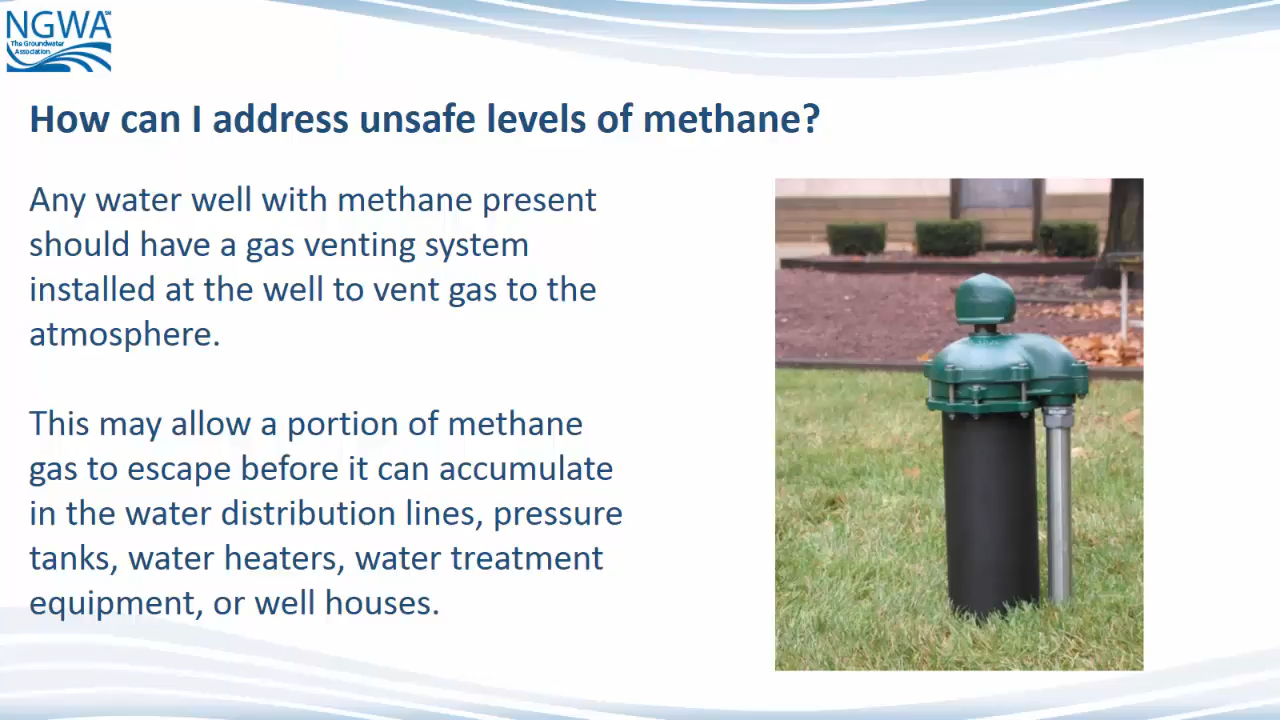 NGWA℠
The Groundwater
Association
How can I address unsafe levels of methane?
Any water well with methane present
should have a gas venting system
installed at the well to vent gas to the
atmosphere.
This may allow a portion of methane
gas to escape before it can accumulate
in the water distribution lines, pressure
tanks, water heaters, water treatment
equipment, or well houses.